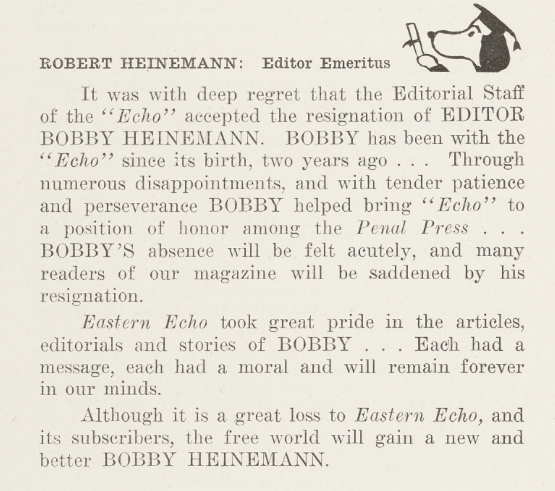 ROBERT HEINEMANN: Editor Emeritus
It was with deep regret that the Editorial Staff
of the "Echo" accepted the resignation of EDITOR
BOBBY HEINEMANN. BOBBY has been with the
"Echo" since its birth, two years ago . . . Through
numerous disappointments, and with tender patience
and perseverance BOBBY helped bring "Echo" to
a position of honor among the Penal Press . . .
BOBBY'S absence will be felt acutely, and many
readers of our magazine will be saddened by his
resignation.
Eastern Echo took great pride in the articles,
editorials and stories of BOBBY . . . Each had a
message, each had a moral and will remain forever
in our minds.
Although it is a great loss to Eastern Echo, and
its subscribers, the free world will gain a new and
better BOBBY HEINEMANN.